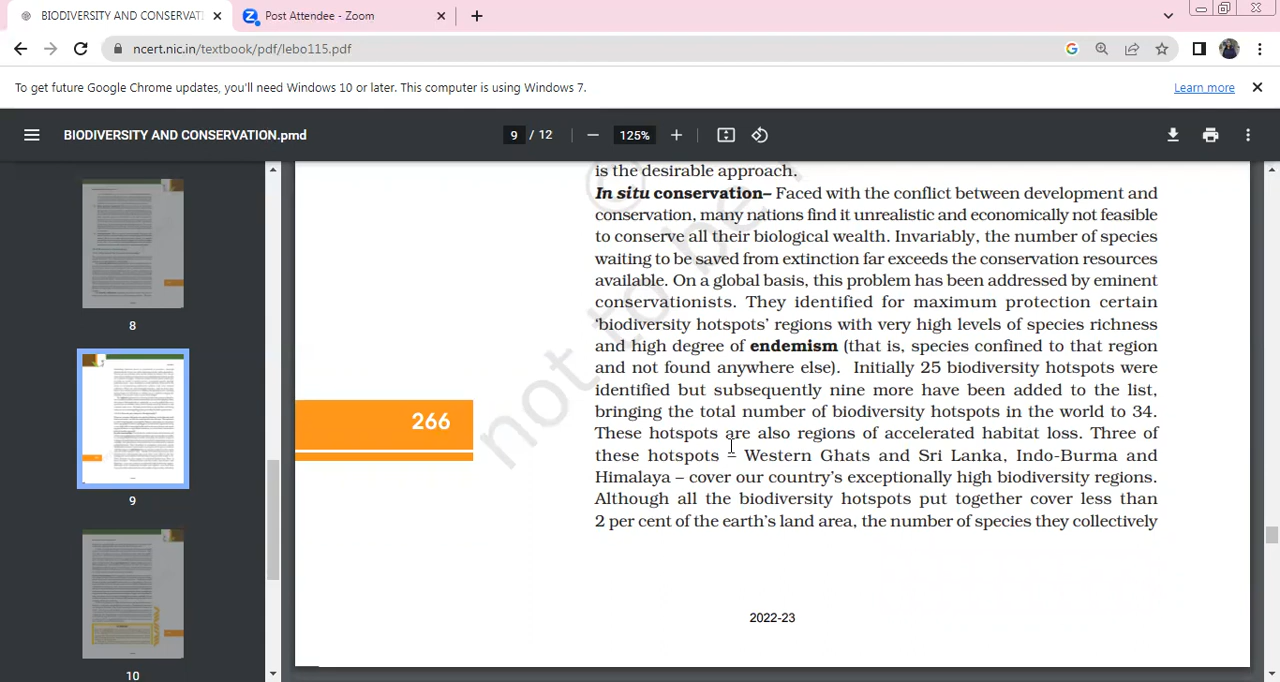 BIODIVERSITY AND CONSERVATI
Post Attendee - Zoom
ncert.nic.in/textbook/pdf/lebo115.pdf
To get future Google Chrome updates, you'll need Windows 10 or later. This computer is using Windows 7.
Learn more
BIODIVERSITY AND CONSERVATION.pmd
9 / 12
125%
8
9
10
is the desirable approach.
In situ conservation– Faced with the conflict between development and
conservation, many nations find it unrealistic and economically not feasible
to conserve all their biological wealth. Invariably, the number of species
waiting to be saved from extinction far exceeds the conservation resources
available. On a global basis, this problem has been addressed by eminent
conservationists. They identified for maximum protection certain
‘biodiversity hotspots’ regions with very high levels of species richness
and high degree of endemism (that is, species confined to that region
and not found anywhere else). Initially 25 biodiversity hotspots were
identified but subsequently nine more have been added to the list,
bringing the total number of biodiversity hotspots in the world to 34.
These hotspots are also regions of accelerated habitat loss. Three of
these hotspots – Western Ghats and Sri Lanka, Indo-Burma and
Himalaya – cover our country’s exceptionally high biodiversity regions.
Although all the biodiversity hotspots put together cover less than
2 per cent of the earth’s land area, the number of species they collectively
266
© not to be
2022-23